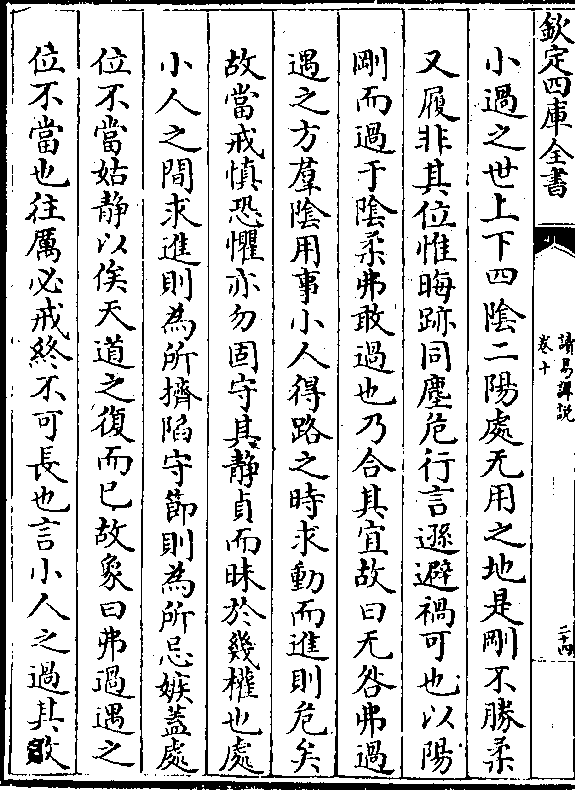 欽定四庫全書
讀易詳説
卷十
二十四
小過之世上下四陰二陽處无用之地是剛不勝柔
又履非其位惟晦跡同塵危行言遜避禍可也以陽
剛而過于陰柔弗敢過也乃合其宜故曰无咎弗過
遇之方羣陰用事小人得路之時求動而進則危矣
故當戒慎恐懼亦勿固守其靜貞而昧於幾權也處
小人之間求進則為所擠陷守節則為所忌嫉蓋處
位不當姑靜以俟天道之復而已故象曰弗過遇之
位不當也往厲必戒終不可長也言小人之過其敢